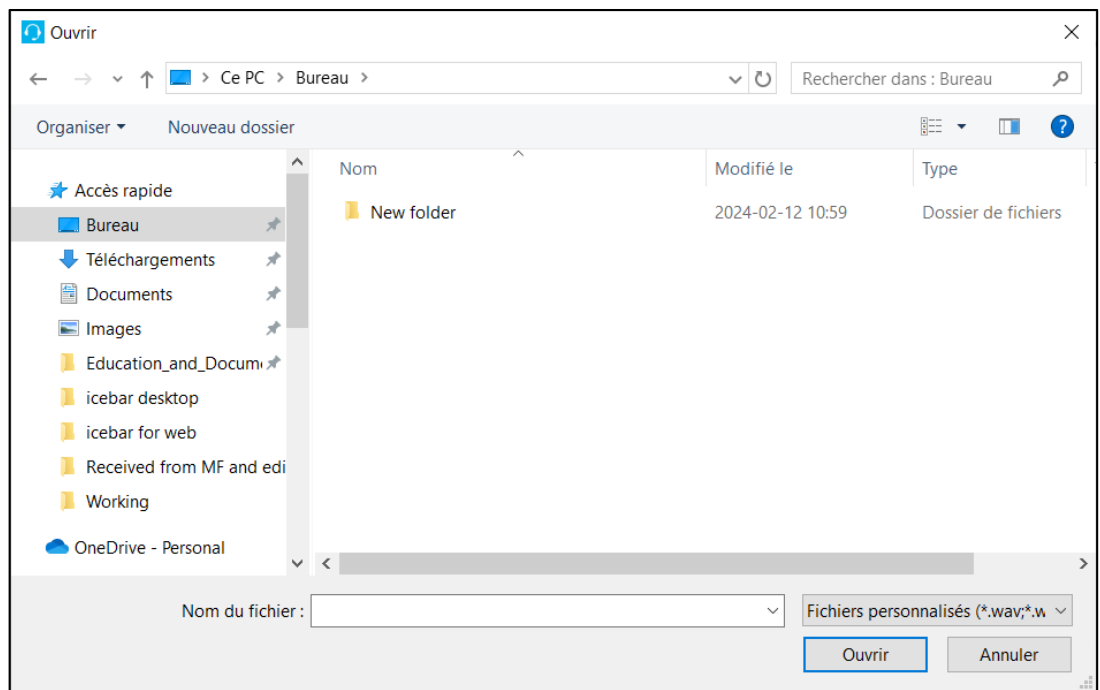 Ouvrir
Ce PC > Bureau >
Rechercher dans : Bureau
Organiser
Nouveau dossier
Accès rapide
Bureau
Téléchargements
Documents
Images
Education_and_Docum
icebar desktop
icebar for web
Received from MF and edi
Working
OneDrive - Personal
Nom
Modifié le
Type
New folder
2024-02-12 10:59
Dossier de fichiers
Nom du fichier :
Fichiers personnalisés (*.wav;*.w
Ouvrir
Annuler